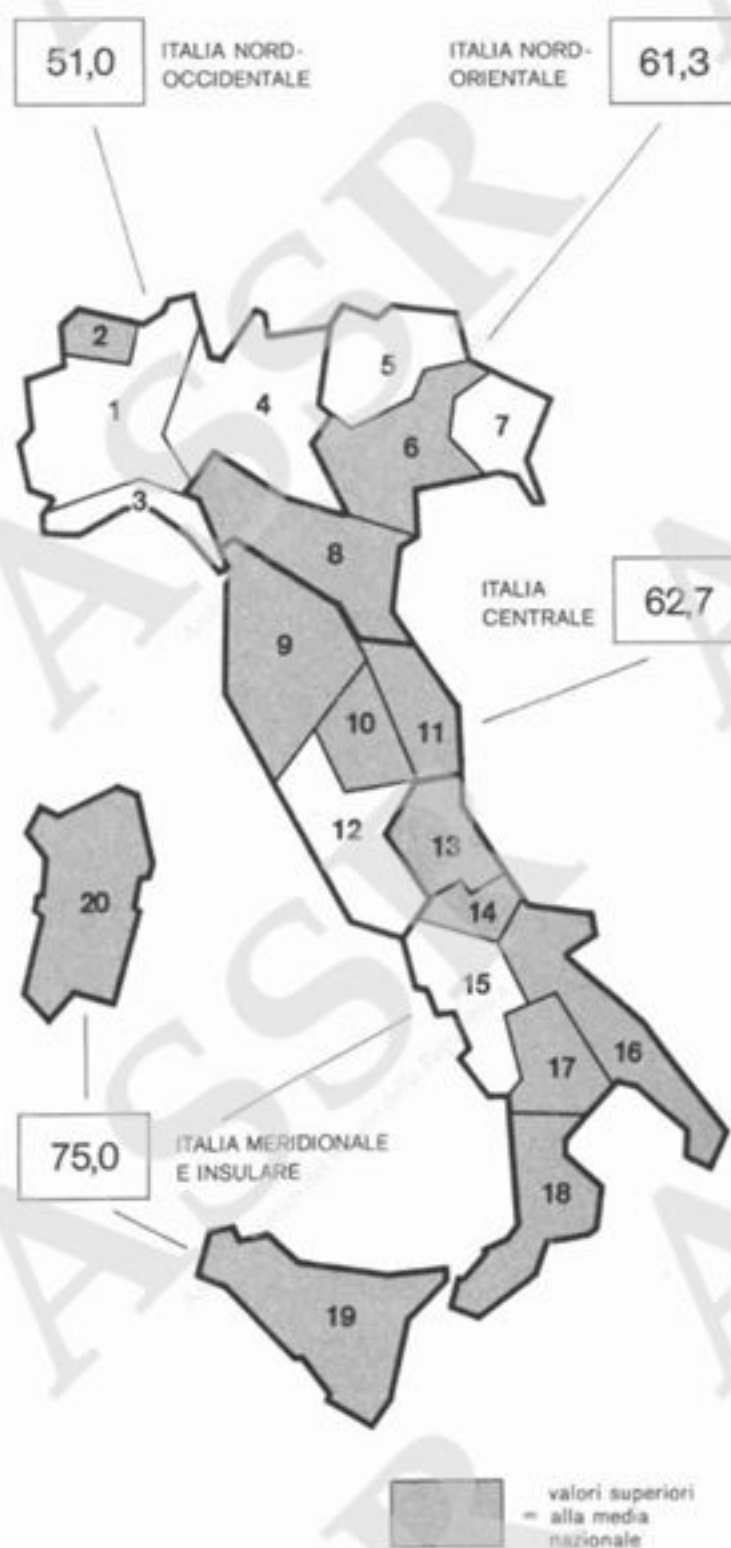 51,0
ITALIA NORD-
OCCIDENTALE
ITALIA NORD-
ORIENTALE
61,3
2
5
1
4
7
6
3
8
ITALIA
CENTRALE
62,7
9
10
11
12
13
20
14
15
16
17
75,0
ITALIA MERIDIONALE
E INSULARE
18
19
valori superiori
= alla media
nazionale
ASSR
ASSR